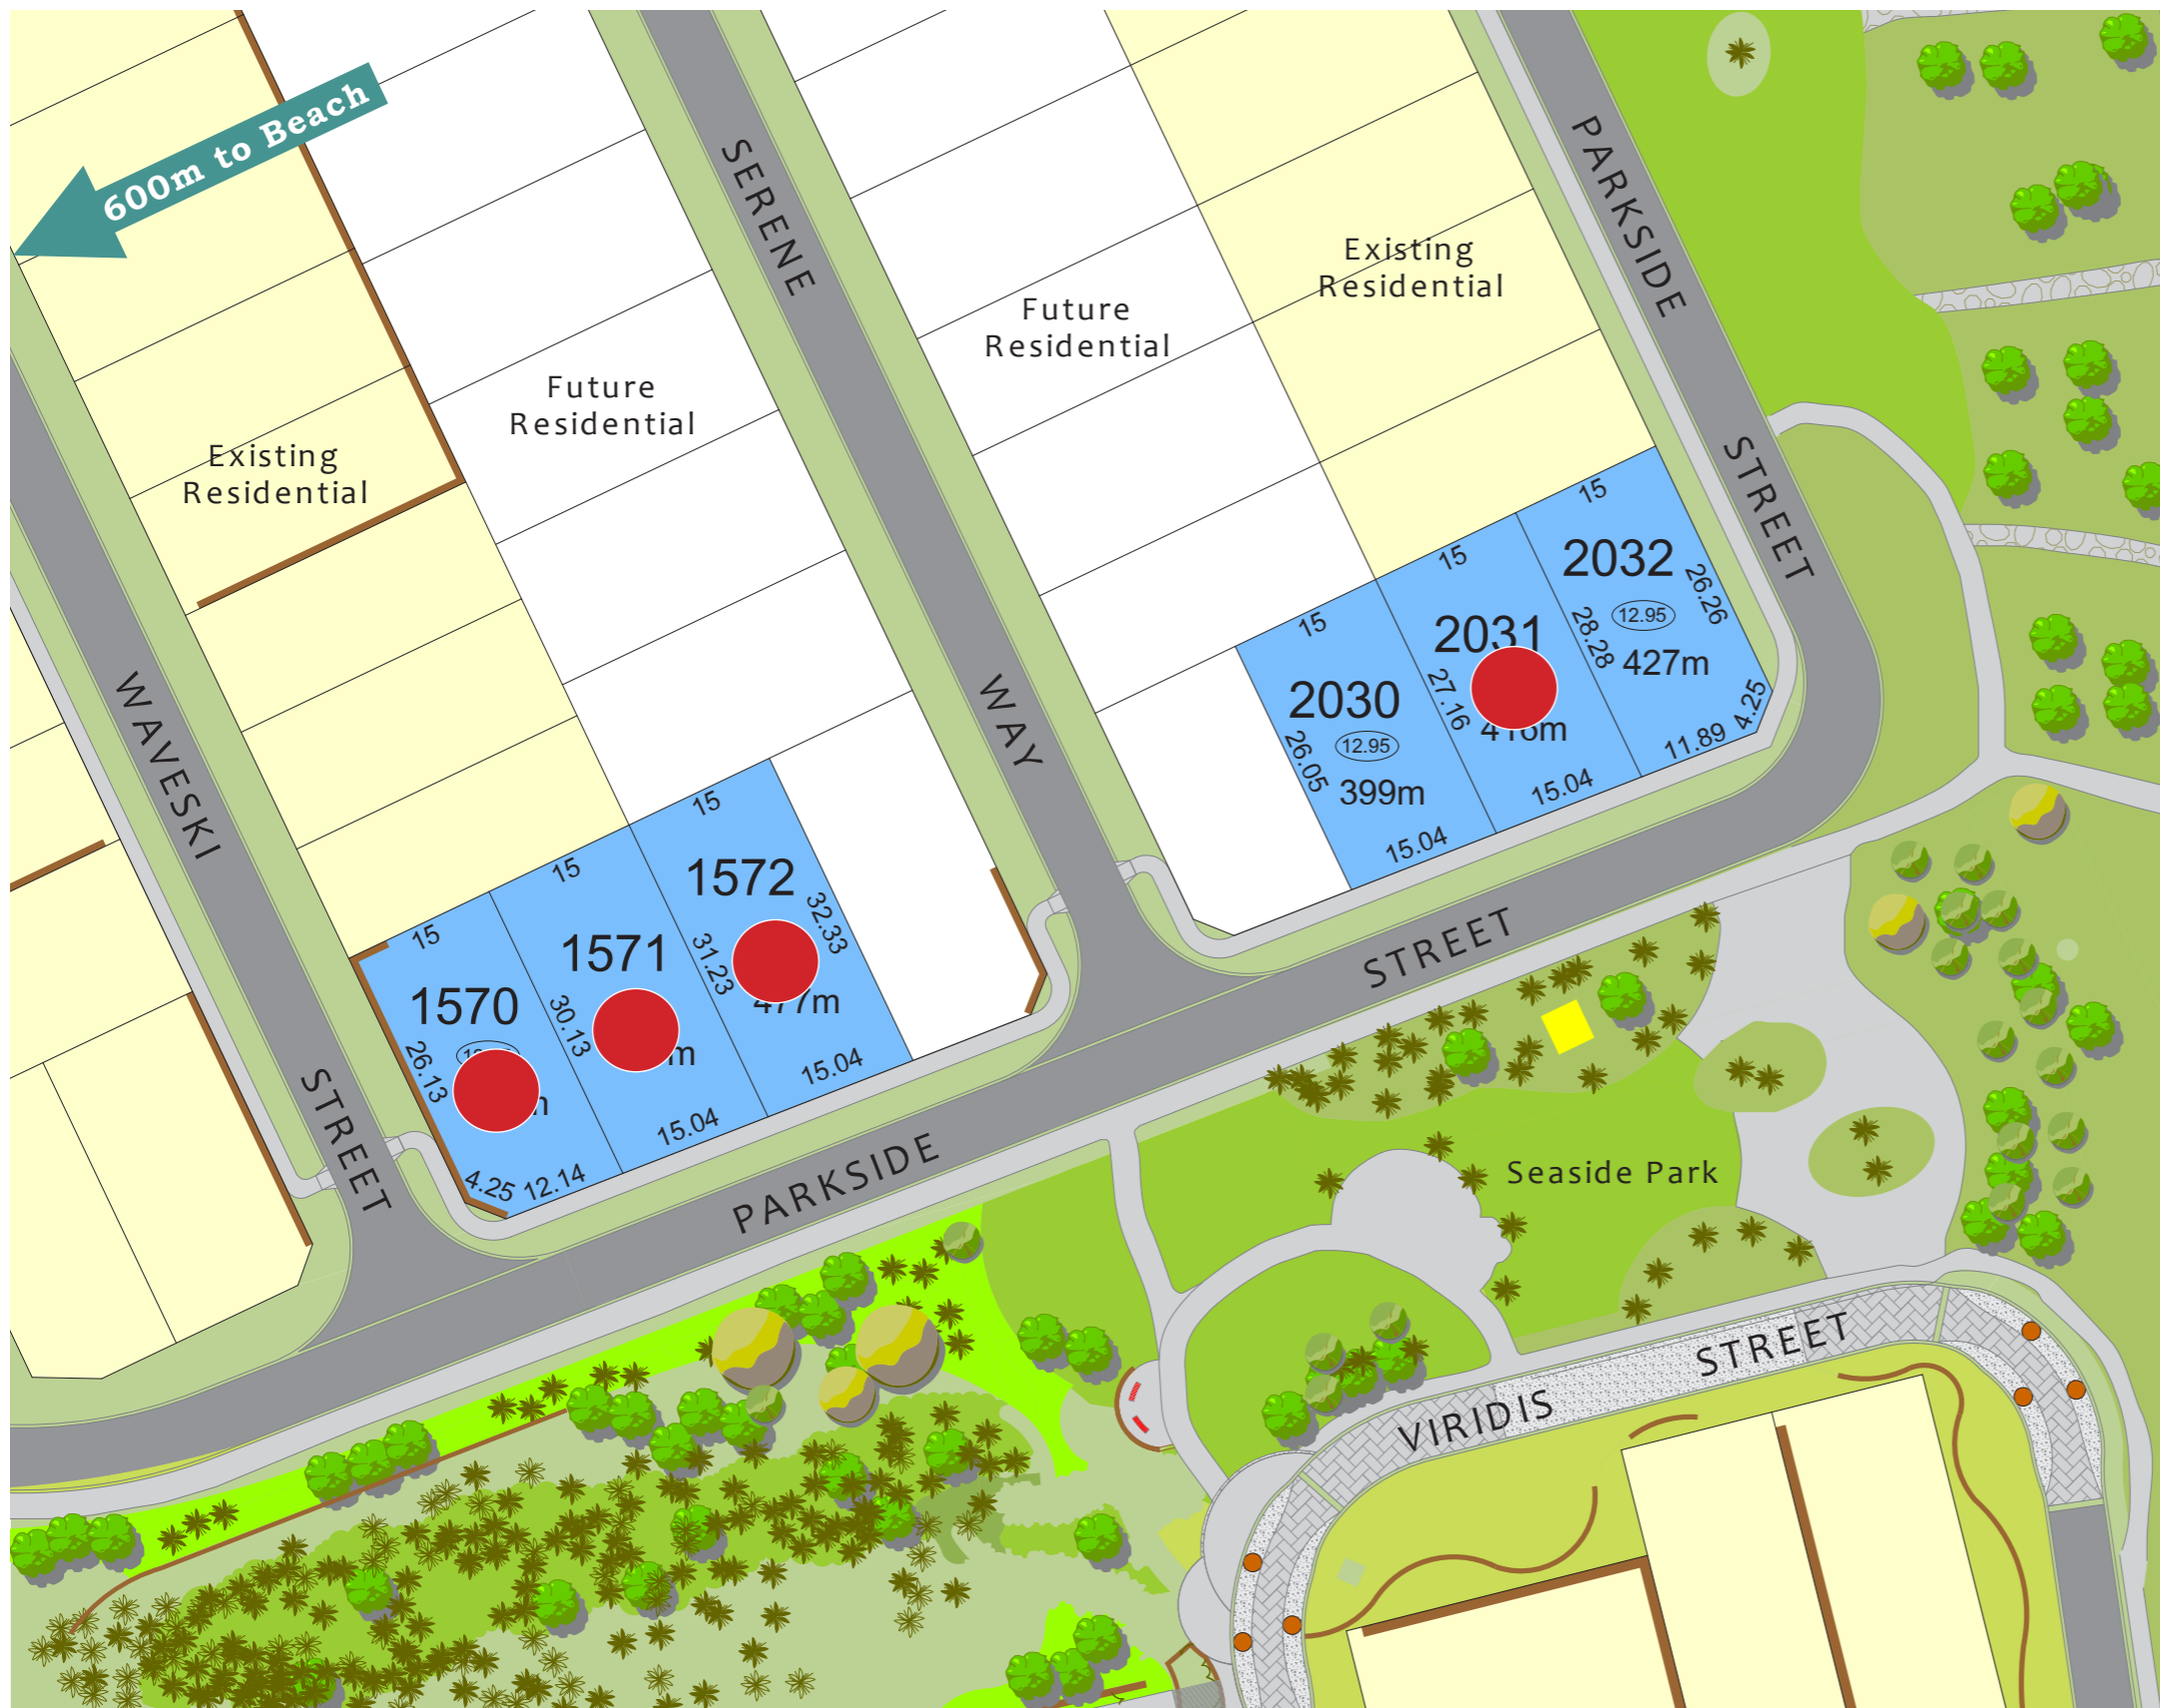 600m to Beach
SERENE
WAY
PARKSIDE
STREET
Existing
Residential
Future
Residential
Future
Residential
Existing
Residential
WAVESKI
STREET
15
2032
12.95
427m
28.28
26.26
4.25
11.89
15
2031
27.16
15.04
15
2030
12.95
399m
26.05
15.04
15
1572
31.23
32.33
477m
15.04
15
1571
30.13
m
15.04
15
1570
26.13
4.25
12.14
PARKSIDE
STREET
Seaside Park
VIRIDIS
STREET